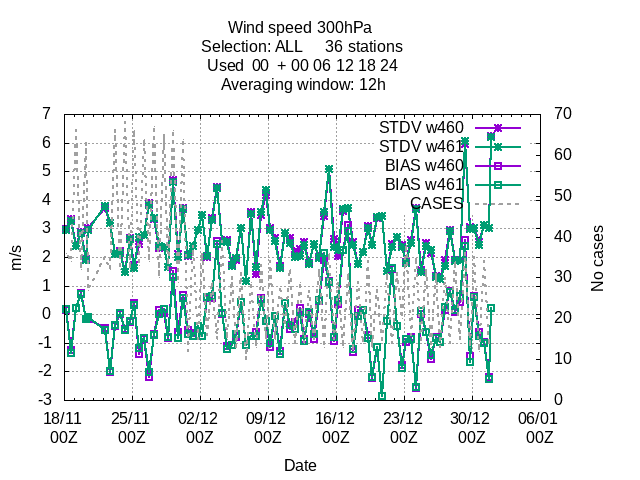 Wind speed 300hPa
Selection: ALL 36 stations
Used 00 + 00 06 12 18 24
Averaging window: 12h
7
6
5
4
3
2
1
0
-1
-2
-3
m/s
70
60
50
40
30
20
10
0
No cases
STDV w460
STDV w461
BIAS w460
BIAS w461
CASES
18/11 25/11 02/12 09/12 16/12 23/12 30/12 06/01
00Z 00Z 00Z 00Z 00Z 00Z 00Z 00Z
Date